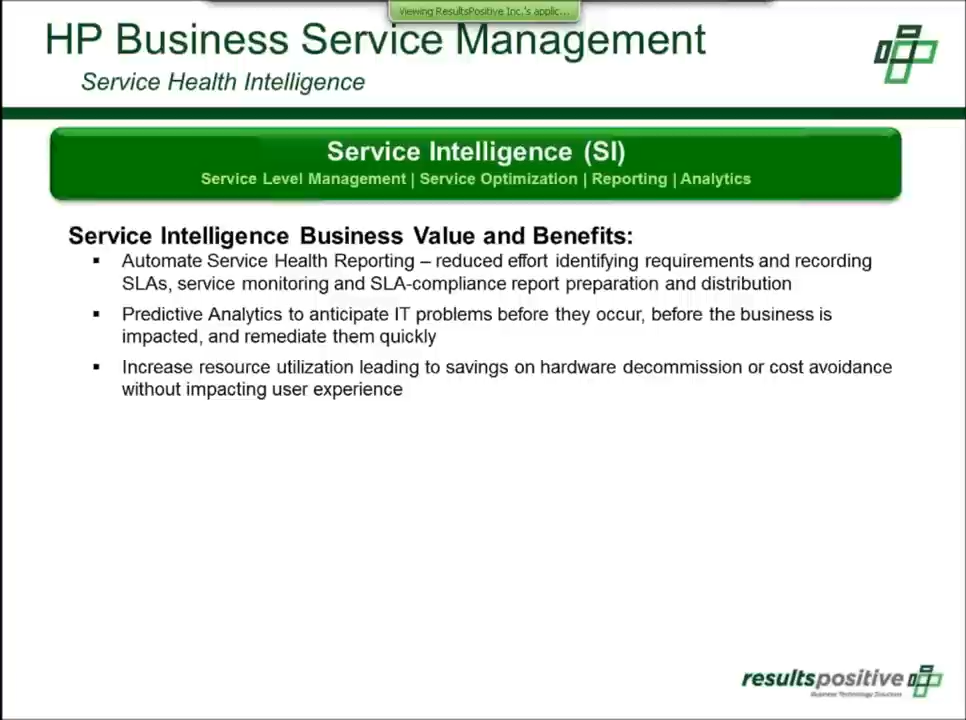 Viewing ResultsPositive Inc.'s applic...
HP Business Service Management
Service Health Intelligence
Service Intelligence (SI)
Service Level Management | Service Optimization | Reporting | Analytics
Service Intelligence Business Value and Benefits:
▪ Automate Service Health Reporting – reduced effort identifying requirements and recording
SLAs, service monitoring and SLA-compliance report preparation and distribution
▪ Predictive Analytics to anticipate IT problems before they occur, before the business is
impacted, and remediate them quickly
▪ Increase resource utilization leading to savings on hardware decommission or cost avoidance
without impacting user experience
resultspositive
Business Technology Solutions